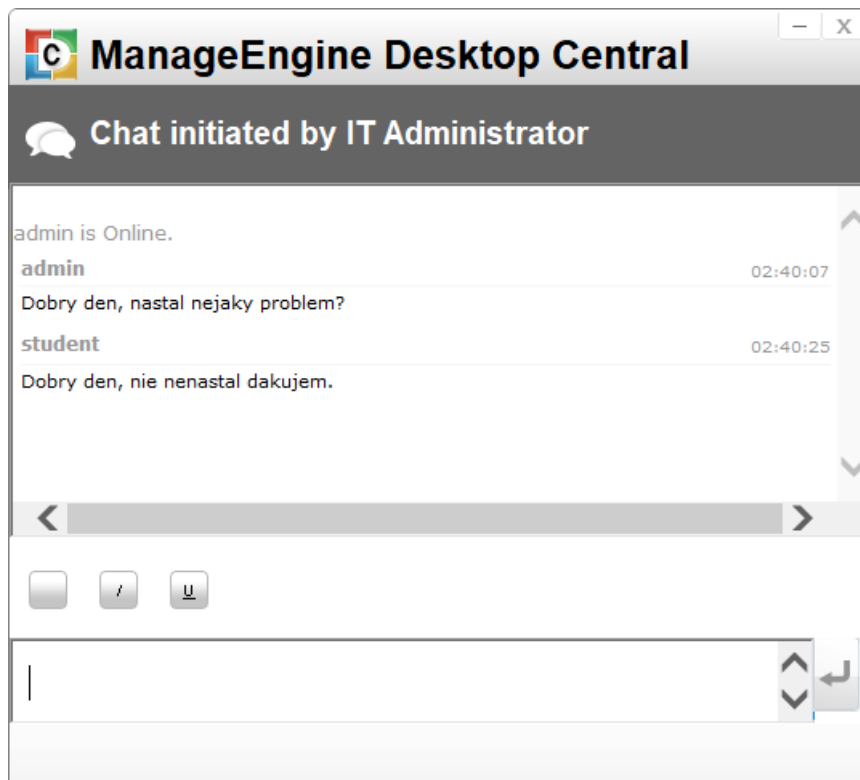 C ManageEngine Desktop Central
– X
Chat initiated by IT Administrator
admin is Online.
admin 02:40:07
Dobry den, nastal nejaky problem?
student 02:40:25
Dobry den, nie nenastal dakujem.
I U